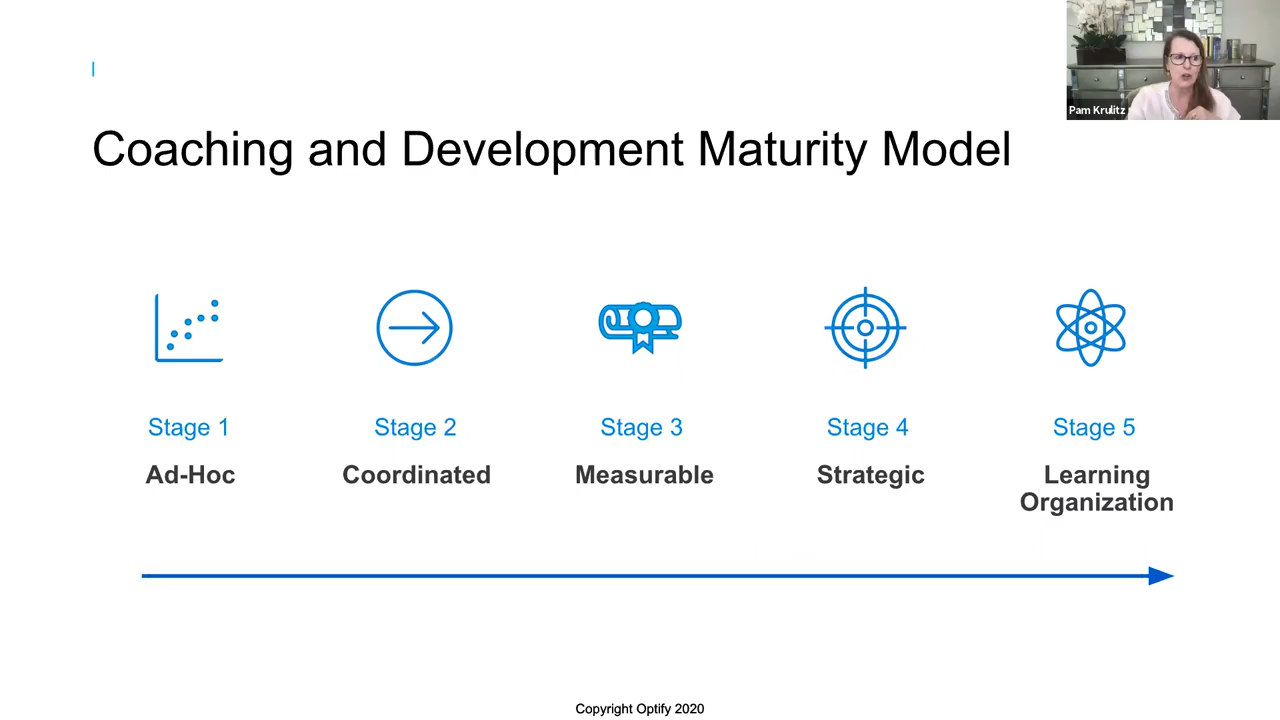 Pam Krulitz
Coaching and Development Maturity Model
Stage 1
Ad-Hoc
Stage 2
Coordinated
Stage 3
Measurable
Stage 4
Strategic
Stage 5
Learning
Organization
Copyright Optify 2020